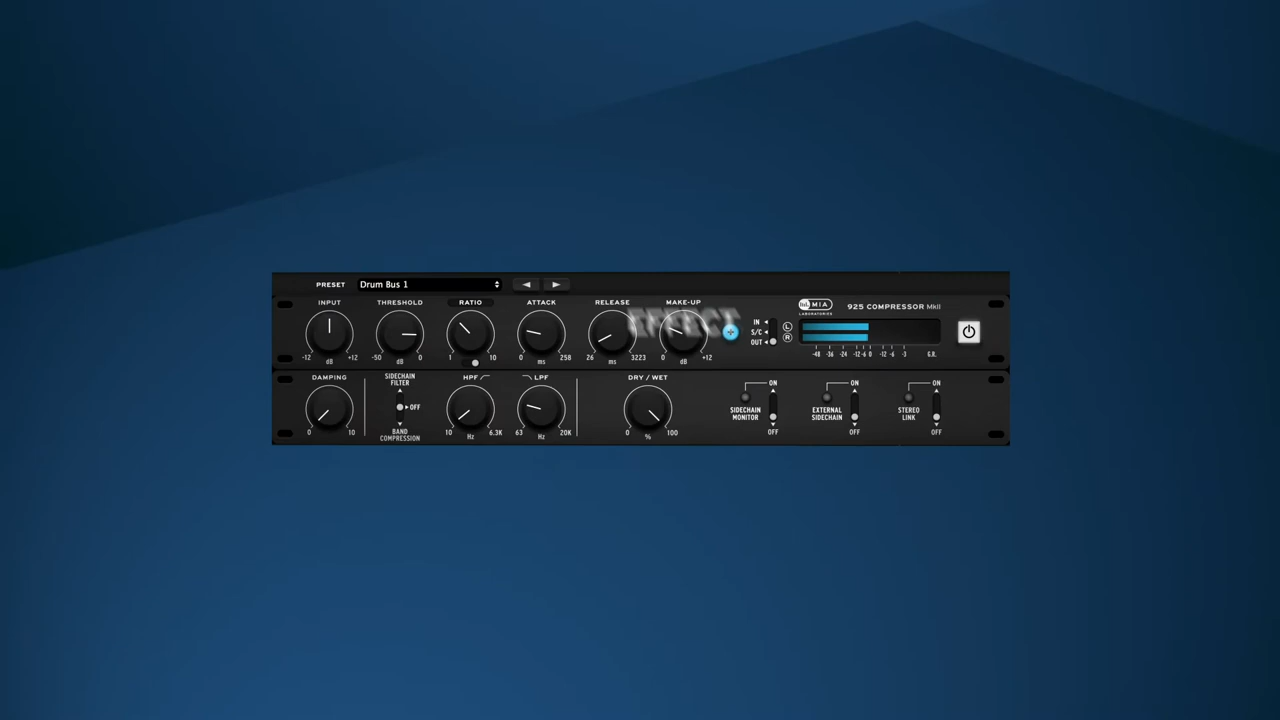 PRESET Drum Bus 1
INPUT THRESHOLD RATIO ATTACK RELEASE MAKE-UP
EFFECT
-12 +12 -50 0 1 10 0 258 26 3223 0 +12
dB dB ms ms dB
IN
S/C
OUT
L
R
MIA
LABORATORIES
925 COMPRESSOR MkII
-48 -36 -24 -12 -6 0 -12 -6 -3 G.R.
DAMPING
0 10
SIDECHAIN
FILTER
OFF
BAND
COMPRESSION
HPF LPF
10 6.3K 63 20K
Hz Hz
DRY / WET
0 100
%
ON
SIDECHAIN
MONITOR
OFF
ON
EXTERNAL
SIDECHAIN
OFF
ON
STEREO
LINK
OFF